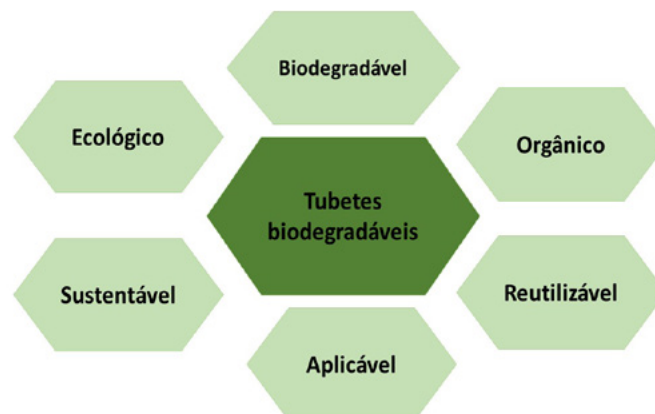 Biodegradável
Ecológico
Orgânico
Tubetes
biodegradáveis
Sustentável
Reutilizável
Aplicável